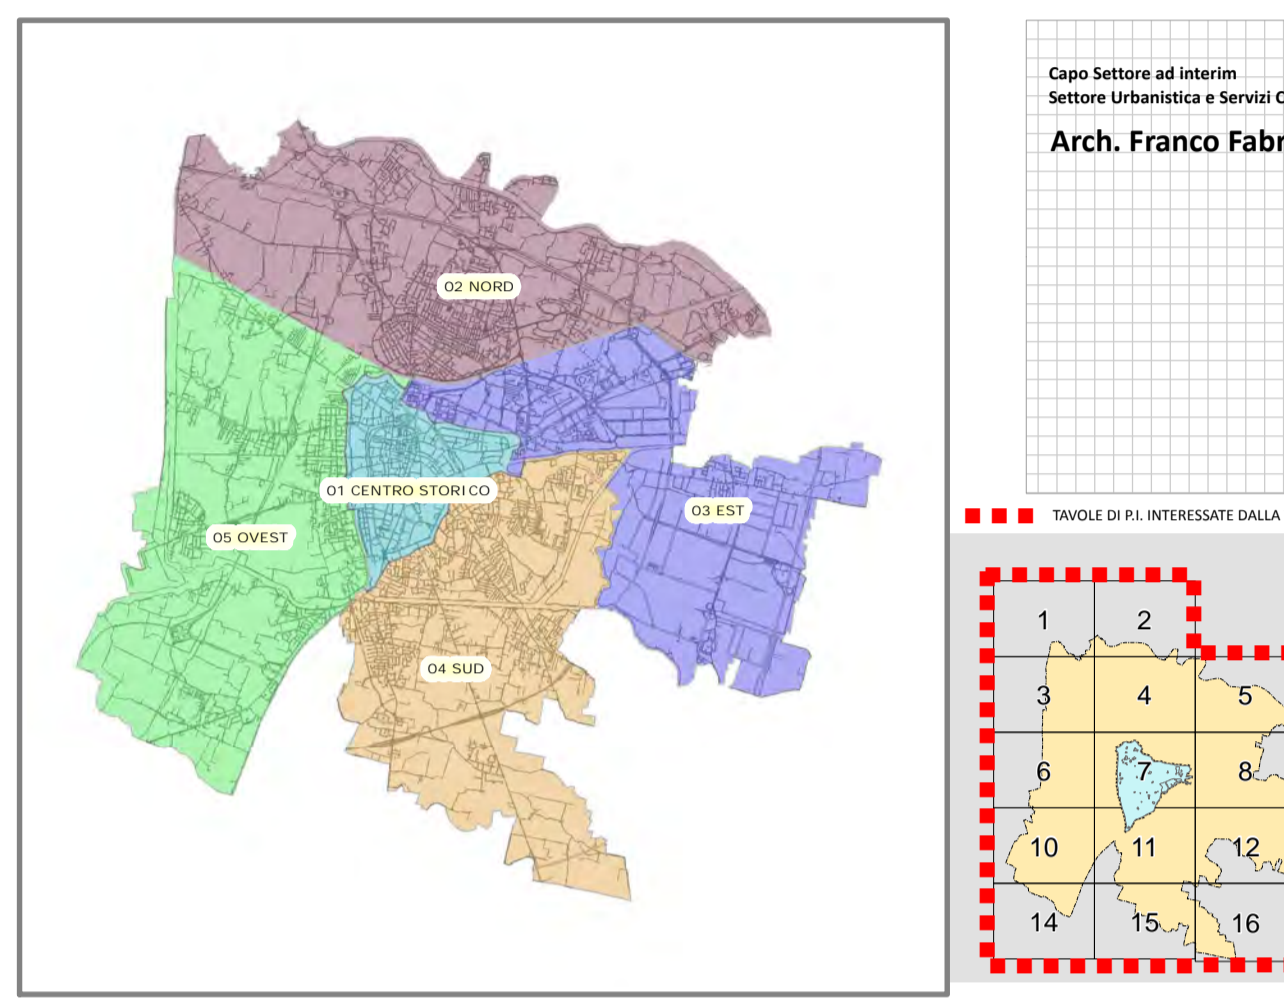 02 NORD
01 CENTRO STORICO
03 EST
05 OVEST
04 SUD
Capo Settore ad interim
Settore Urbanistica e Servizi C
Arch. Franco Fabr
TAVOLE DI P.I. INTERESSATE DALLA
1 2
3 4 5
6 7 8
10 11 12
14 15 16